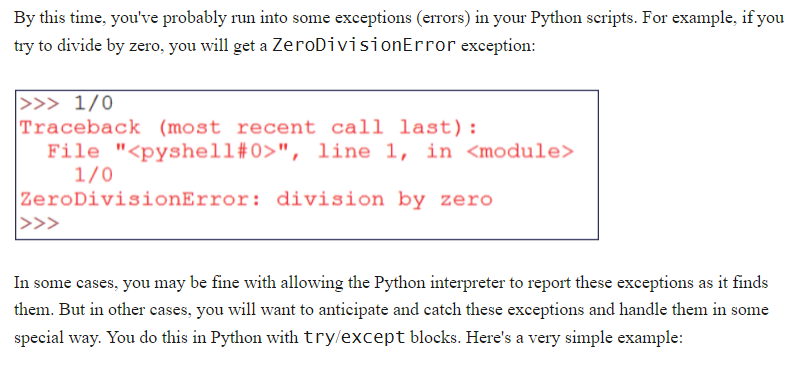 By this time, you've probably run into some exceptions (errors) in your Python scripts. For example, if you
try to divide by zero, you will get a ZeroDivisionError exception:
>>> 1/0
Traceback (most recent call last):
  File "<pyshell#0>", line 1, in <module>
    1/0
ZeroDivisionError: division by zero
>>>
In some cases, you may be fine with allowing the Python interpreter to report these exceptions as it finds
them. But in other cases, you will want to anticipate and catch these exceptions and handle them in some
special way. You do this in Python with try/except blocks. Here's a very simple example: